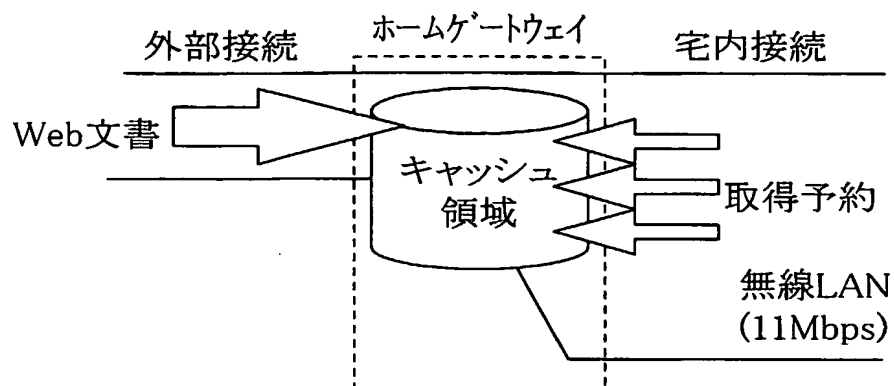 ホームゲートウェイ
外部接続
宅内接続
Web文書
キャッシュ
領域
取得予約
無線LAN
(11Mbps)